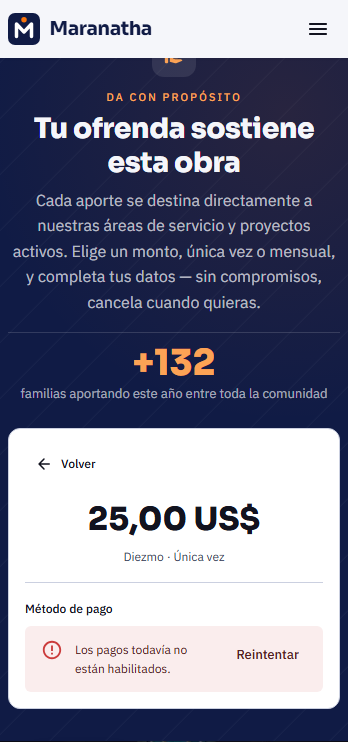 Maranatha
DA CON PROPÓSITO
Tu ofrenda sostiene
esta obra
Cada aporte se destina directamente a
nuestras áreas de servicio y proyectos
activos. Elige un monto, única vez o mensual,
y completa tus datos — sin compromisos,
cancela cuando quieras.
+132
familias aportando este año entre toda la comunidad
Volver
25,00 US$
Diezmo · Única vez
Método de pago
Los pagos todavía no
están habilitados.
Reintentar